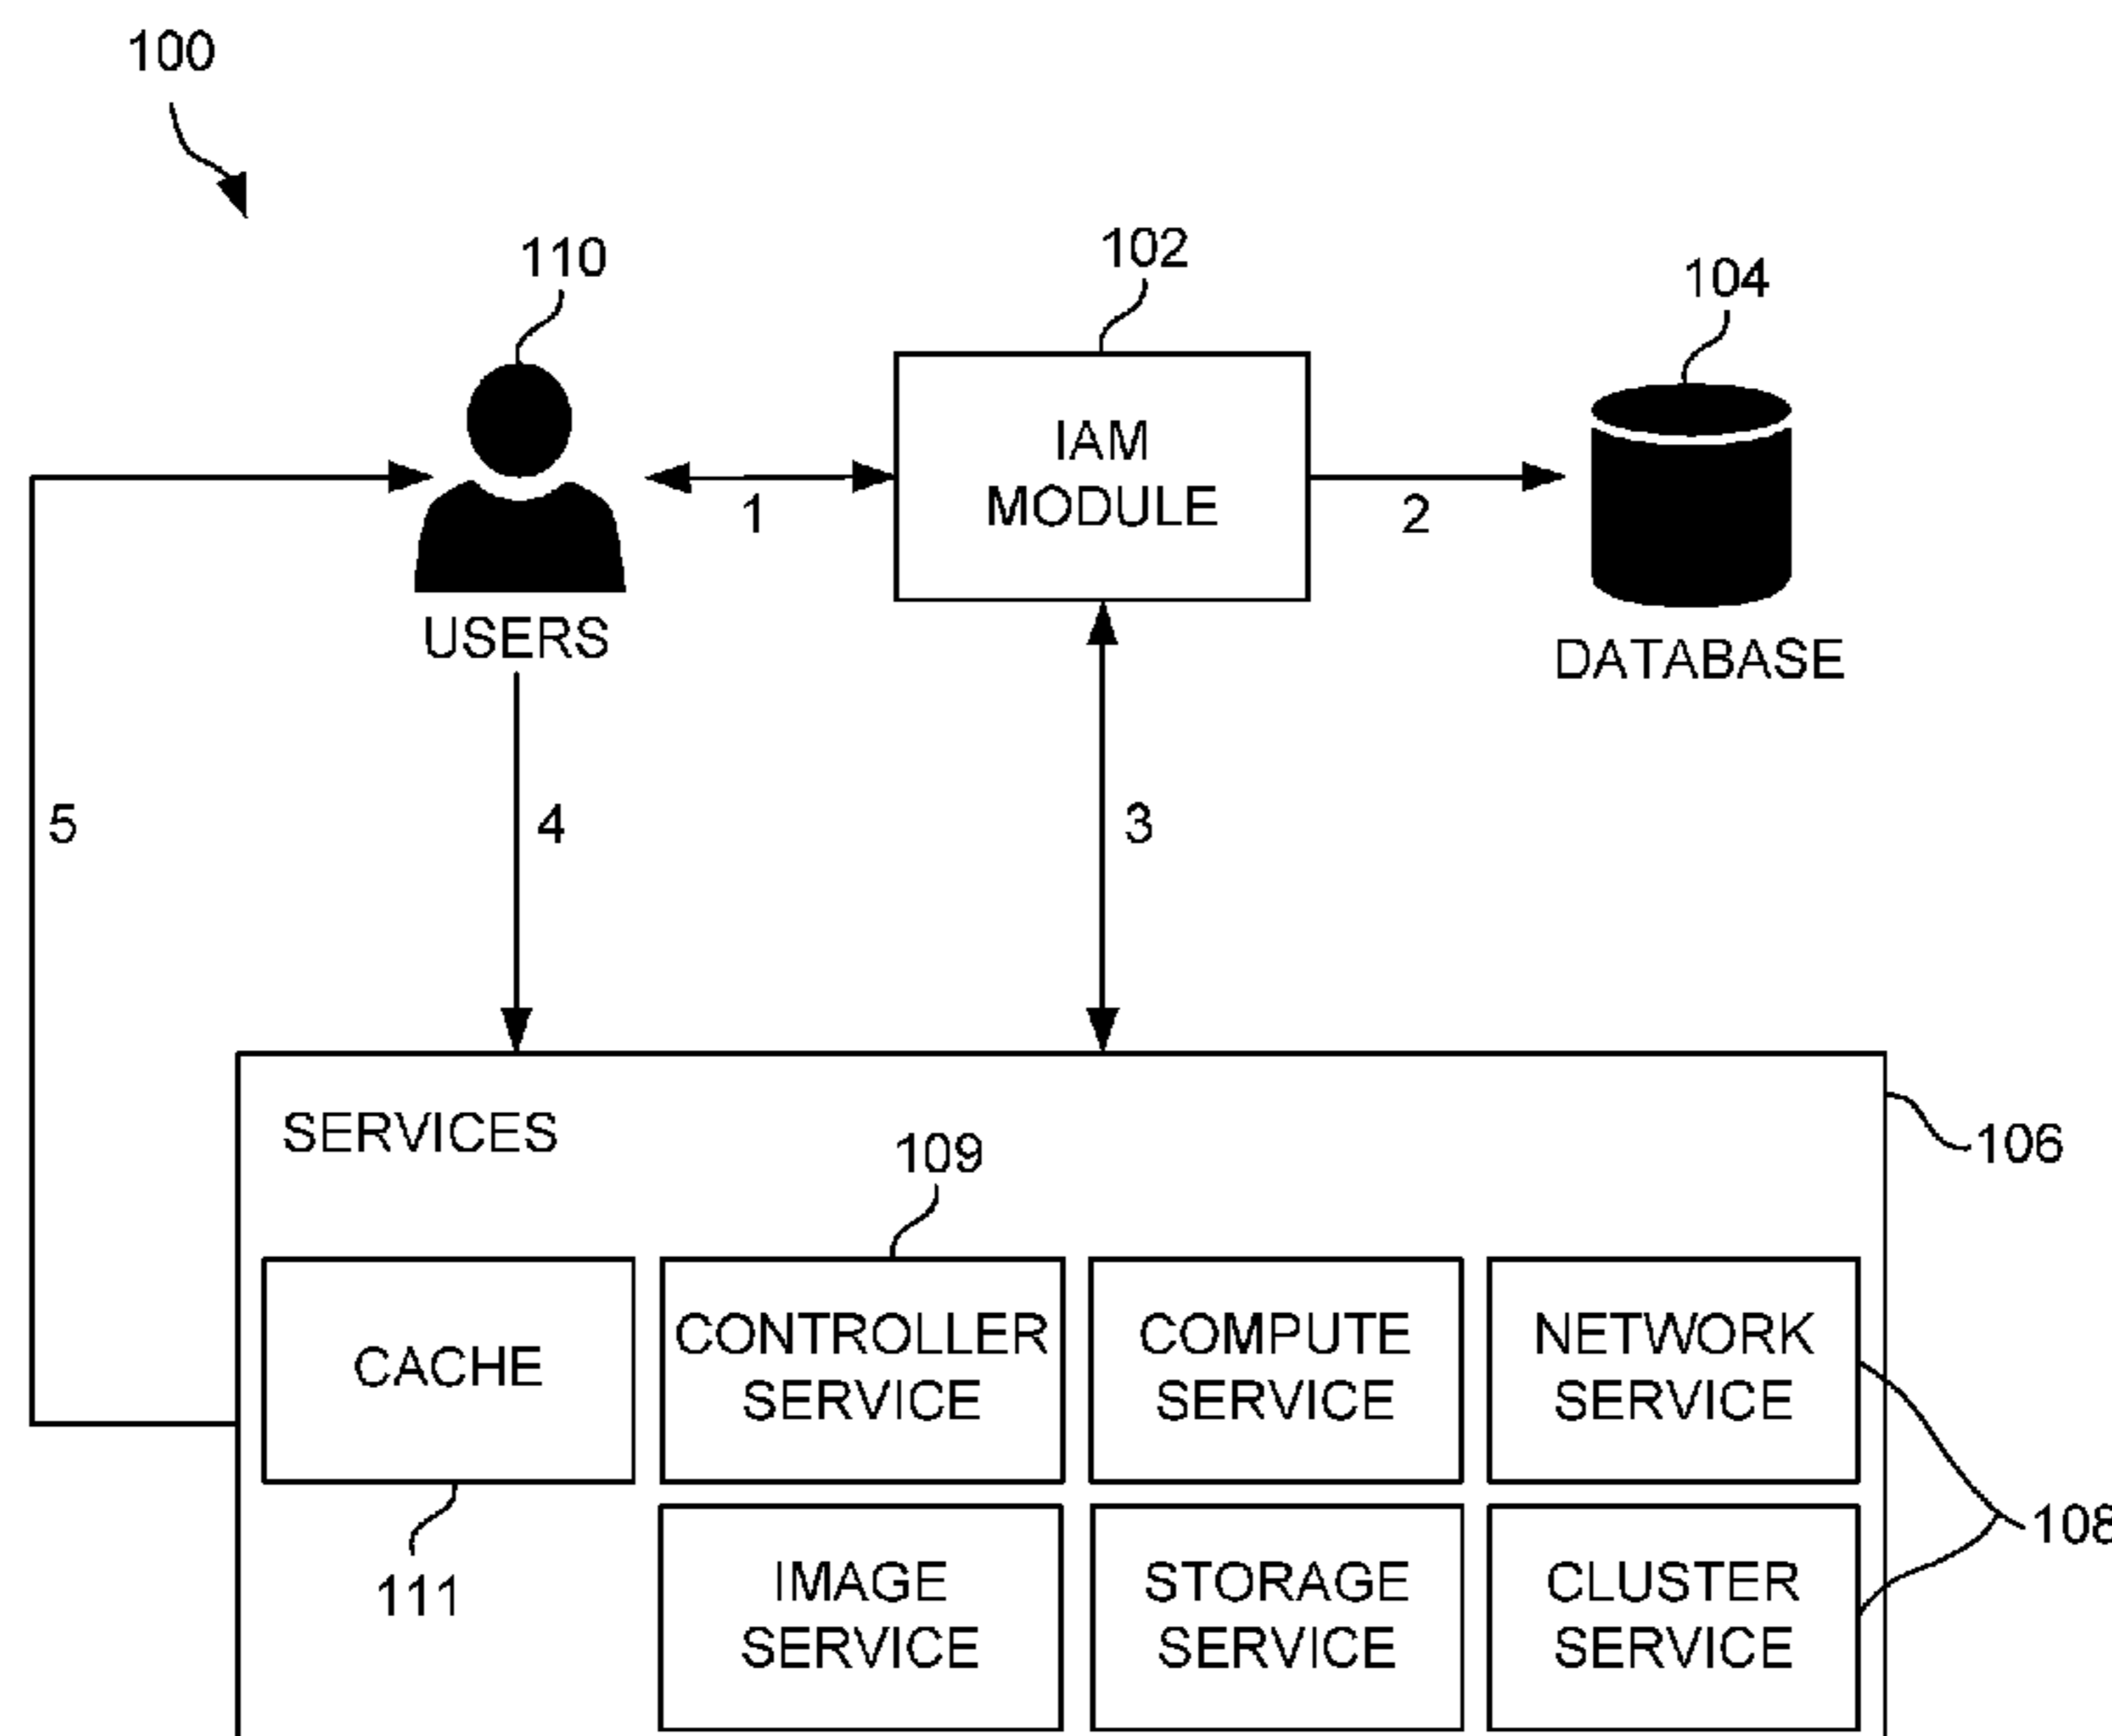 100
110
102
104
IAM
MODULE
1
2
USERS
DATABASE
5
4
3
SERVICES
106
109
CACHE
CONTROLLER
SERVICE
COMPUTE
SERVICE
NETWORK
SERVICE
108
111
IMAGE
SERVICE
STORAGE
SERVICE
CLUSTER
SERVICE